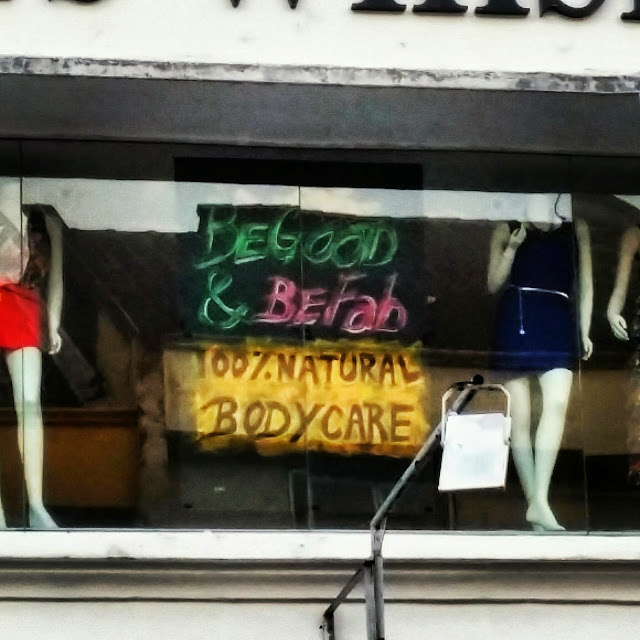 BeGood
& BeFab
100% NATURAL
BODYCARE